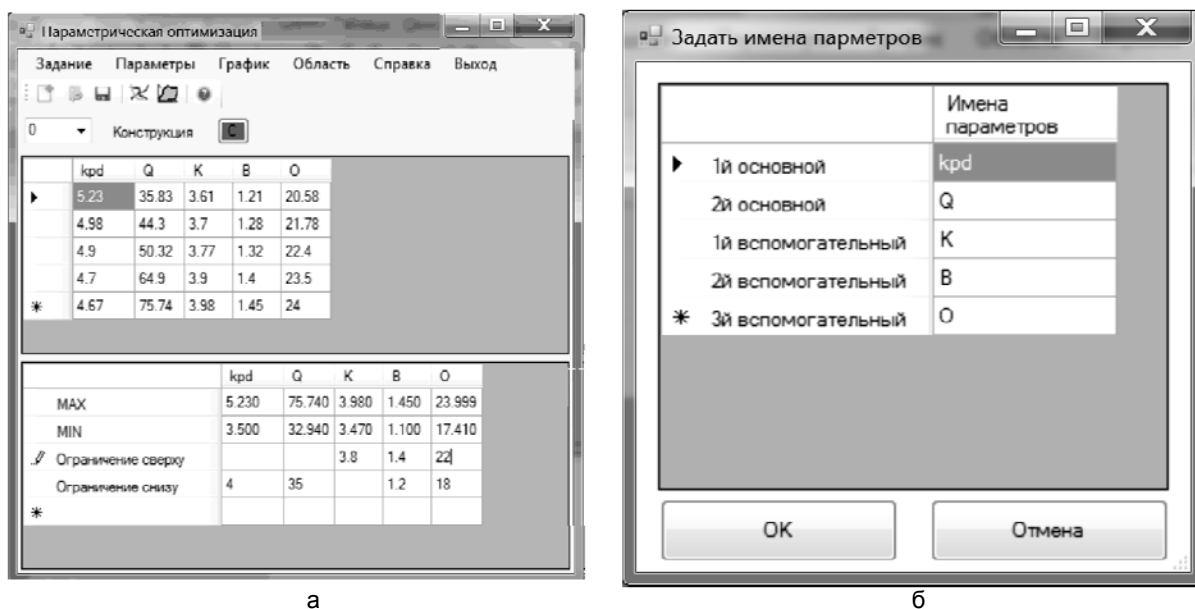 Параметрическая оптимизация
Задание Параметры График Область Справка Выход
0 Конструкция C
kpd Q K B O
5.23 35.83 3.61 1.21 20.58
4.98 44.3 3.7 1.28 21.78
4.9 50.32 3.77 1.32 22.4
4.7 64.9 3.9 1.4 23.5
4.67 75.74 3.98 1.45 24
kpd Q K B O
MAX 5.230 75.740 3.980 1.450 23.999
MIN 3.500 32.940 3.470 1.100 17.410
Ограничение сверху 3.8 1.4 22
Ограничение снизу 4 35 1.2 18
а
Задать имена парметров
Имена
параметров
1й основной kpd
2й основной Q
1й вспомогательный K
2й вспомогательный B
3й вспомогательный O
OK Отмена
б